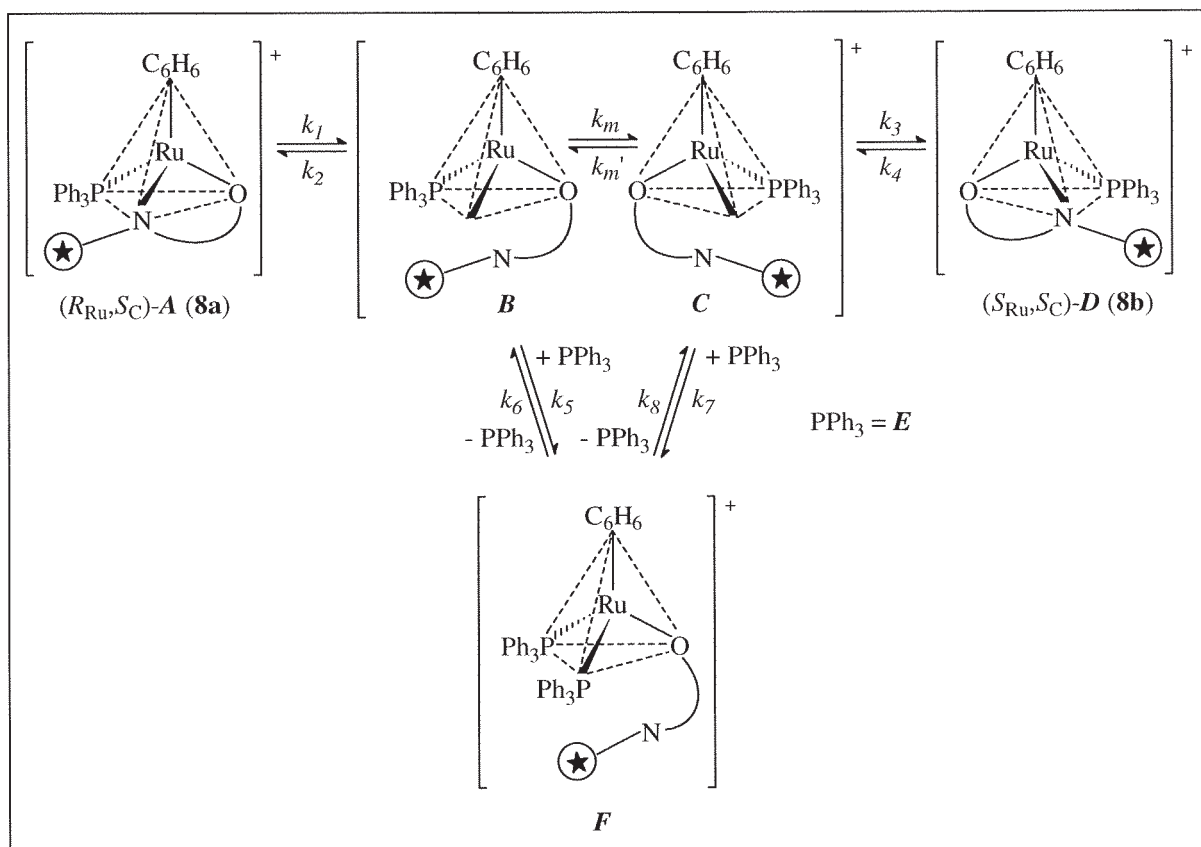 + + +
C6H6 C6H6 C6H6 C6H6
k1 km k3
k2 km' k4
Ru Ru Ru Ru
Ph3P O Ph3P O O PPh3 O PPh3
N N N N
(RRu,SC)-A (8a) B C (SRu,SC)-D (8b)
+ PPh3 + PPh3
k6 k5 k8 k7
- PPh3 - PPh3
PPh3 = E
+
C6H6
Ru
Ph3P O
Ph3P
N
F